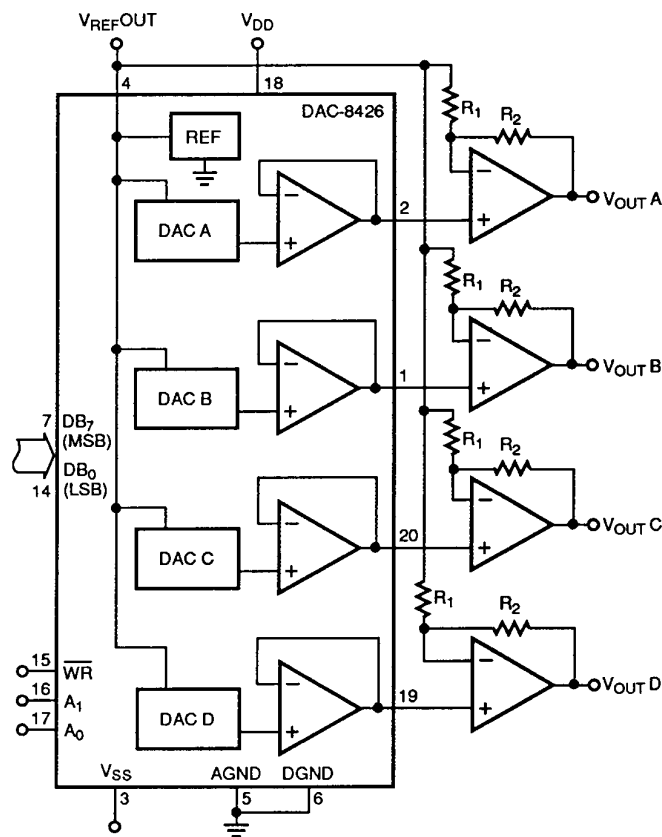 VREFOUT
VDD
4
18
DAC-8426
REF
R1
R2
DAC A
2
VOUT A
R1
R2
DAC B
1
VOUT B
7 DB7
(MSB)
DB0
14 (LSB)
R1
R2
DAC C
20
VOUT C
R1
R2
15 WR
16 A1
17 A0
DAC D
19
VOUT D
VSS
AGND
DGND
3
5
6